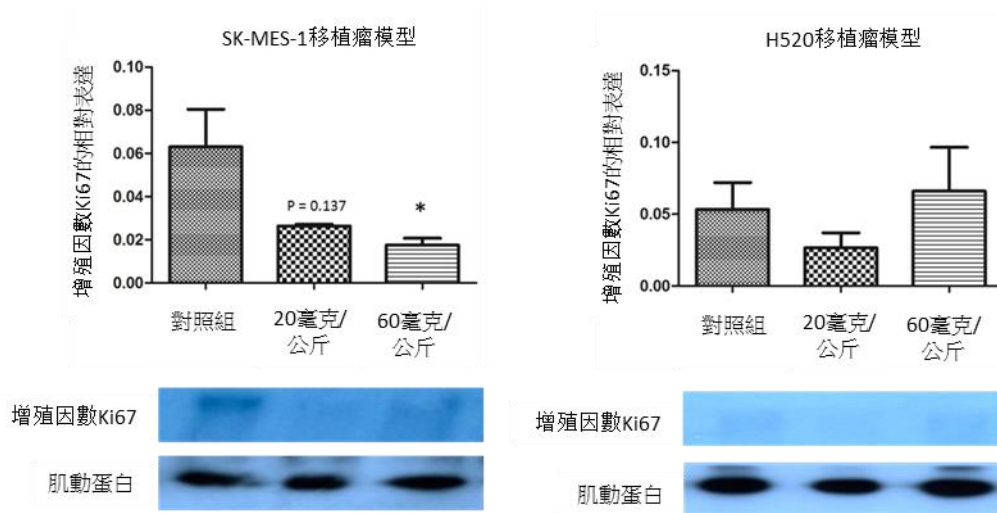 SK-MES-1移植瘤模型
增殖因數Ki67的相對表達
0.10
0.08
0.06
0.04
0.02
0.00
P = 0.137
*
對照組
20毫克/
公斤
60毫克/
公斤
增殖因數Ki67
肌動蛋白
H520移植瘤模型
增殖因數Ki67的相對表達
0.15
0.10
0.05
0.00
對照組
20毫克/
公斤
60毫克/
公斤
增殖因數Ki67
肌動蛋白